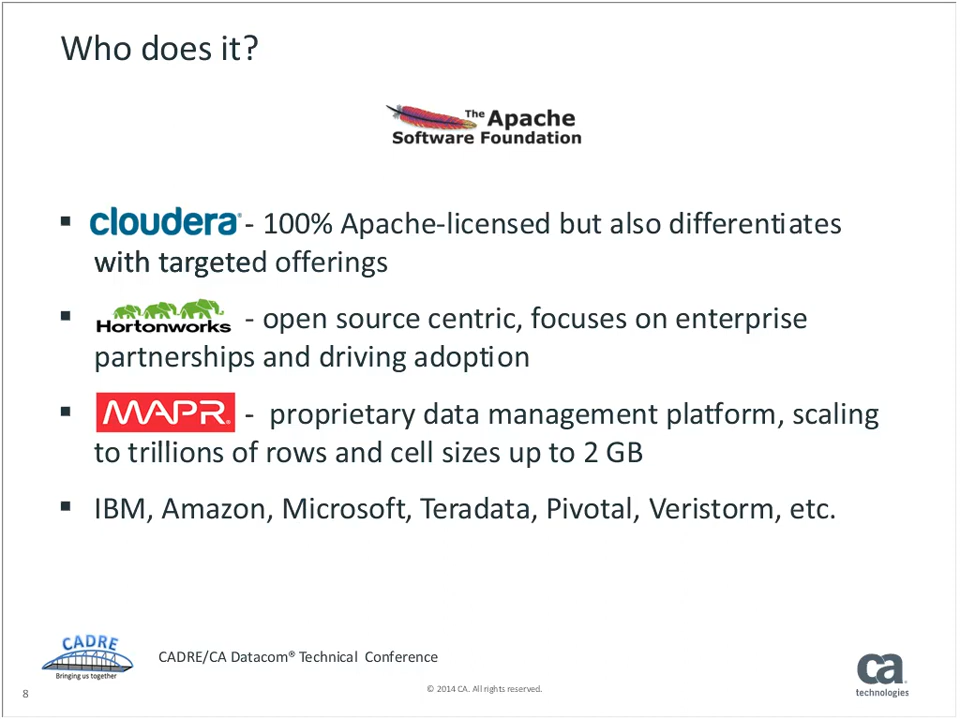 Who does it?
The Apache
Software Foundation
▪ cloudera® - 100% Apache-licensed but also differentiates
with targeted offerings
▪ Hortonworks - open source centric, focuses on enterprise
partnerships and driving adoption
▪ MAPR® - proprietary data management platform, scaling
to trillions of rows and cell sizes up to 2 GB
▪ IBM, Amazon, Microsoft, Teradata, Pivotal, Veristorm, etc.
CADRE
Bringing us together
CADRE/CA Datacom® Technical Conference
ca
technologies
8
© 2014 CA. All rights reserved.